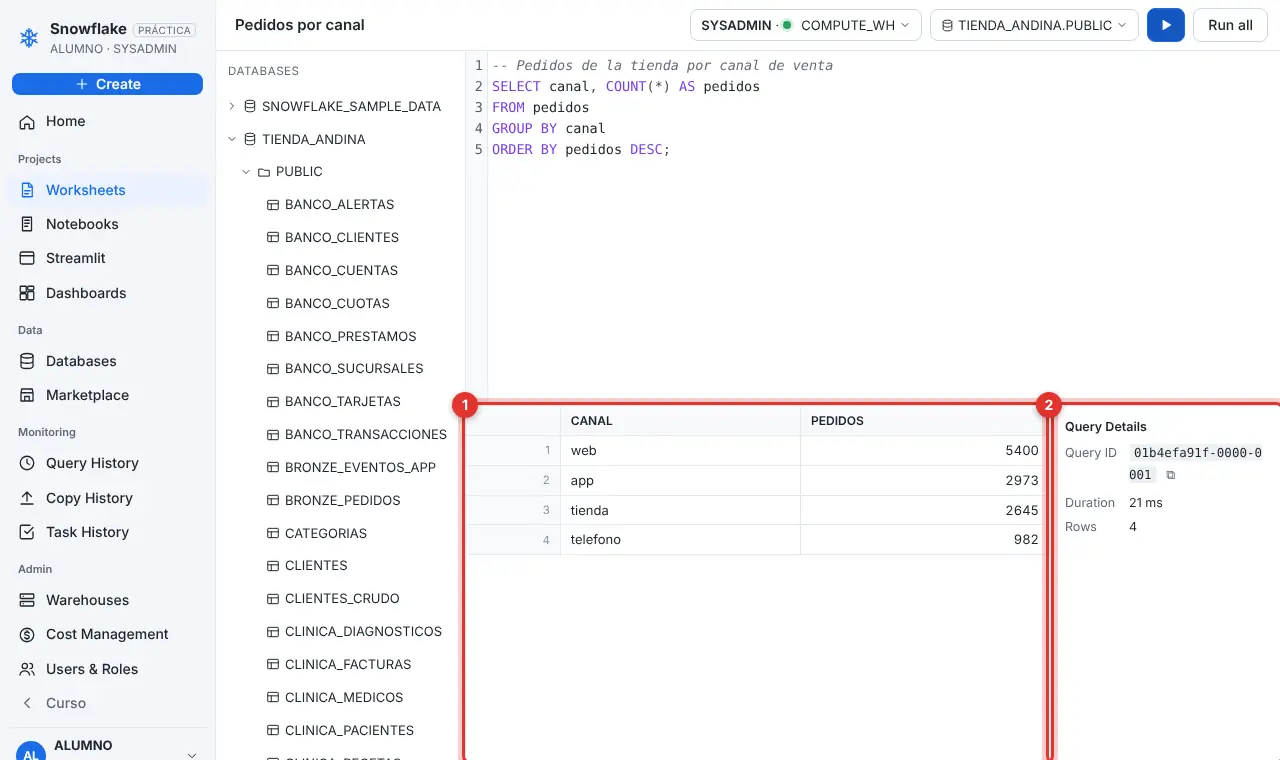 Snowflake PRÁCTICA
ALUMNO · SYSADMIN
+ Create
Home
Projects
Worksheets
Notebooks
Streamlit
Dashboards
Data
Databases
Marketplace
Monitoring
Query History
Copy History
Task History
Admin
Warehouses
Cost Management
Users & Roles
Curso
AL ALUMNO
Pedidos por canal
SYSADMIN · COMPUTE_WH
TIENDA_ANDINA.PUBLIC
Run all
DATABASES
SNOWFLAKE_SAMPLE_DATA
TIENDA_ANDINA
PUBLIC
BANCO_ALERTAS
BANCO_CLIENTES
BANCO_CUENTAS
BANCO_CUOTAS
BANCO_PRESTAMOS
BANCO_SUCURSALES
BANCO_TARJETAS
BANCO_TRANSACCIONES
BRONZE_EVENTOS_APP
BRONZE_PEDIDOS
CATEGORIAS
CLIENTES
CLIENTES_CRUDO
CLINICA_DIAGNOSTICOS
CLINICA_FACTURAS
CLINICA_MEDICOS
CLINICA_PACIENTES
1 -- Pedidos de la tienda por canal de venta
2 SELECT canal, COUNT(*) AS pedidos
3 FROM pedidos
4 GROUP BY canal
5 ORDER BY pedidos DESC;
1
CANAL PEDIDOS
1 web 5400
2 app 2973
3 tienda 2645
4 telefono 982
2
Query Details
Query ID 01b4efa91f-0000-0
001
Duration 21 ms
Rows 4